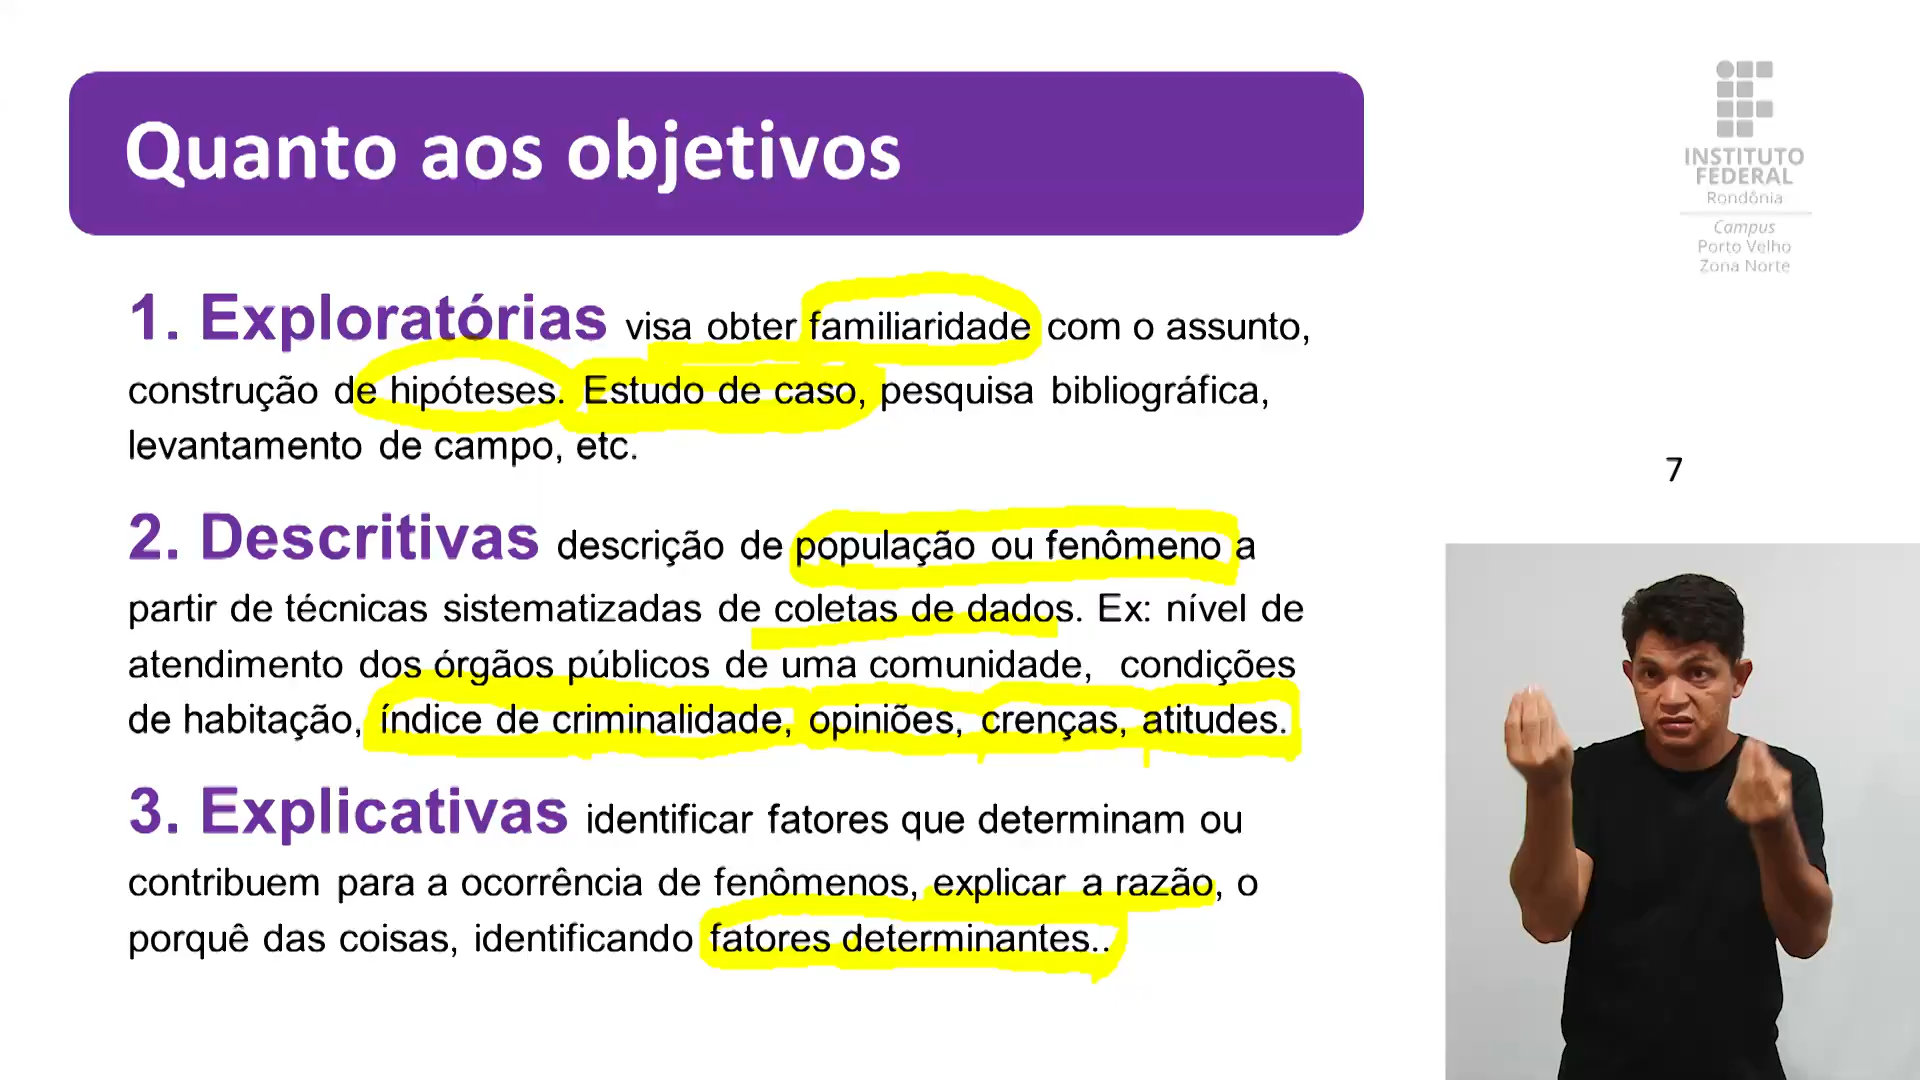 Quanto aos objetivos
INSTITUTO
FEDERAL
Rondônia
Campus
Porto Velho
Zona Norte
1. Exploratórias visa obter familiaridade com o assunto,
construção de hipóteses. Estudo de caso, pesquisa bibliográfica,
levantamento de campo, etc.
7
2. Descritivas descrição de população ou fenômeno a
partir de técnicas sistematizadas de coletas de dados. Ex: nível de
atendimento dos órgãos públicos de uma comunidade, condições
de habitação, índice de criminalidade, opiniões, crenças, atitudes.
3. Explicativas identificar fatores que determinam ou
contribuem para a ocorrência de fenômenos, explicar a razão, o
porquê das coisas, identificando fatores determinantes..